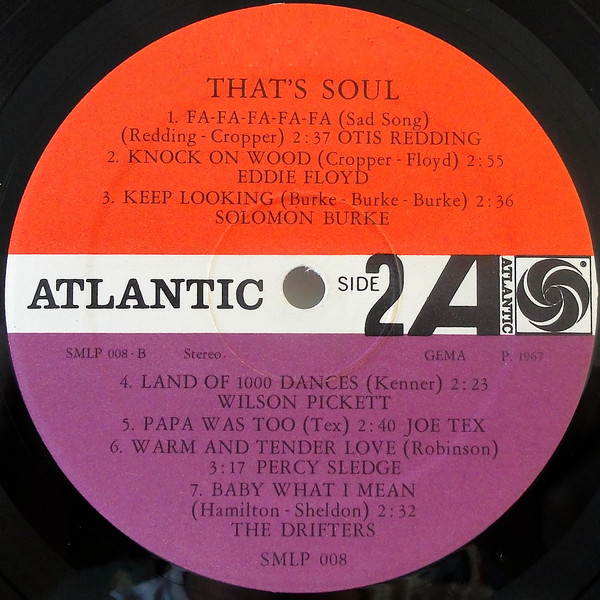 THAT'S SOUL
1. FA-FA-FA-FA-FA (Sad Song)
(Redding - Cropper) 2:37 OTIS REDDING
2. KNOCK ON WOOD (Cropper - Floyd) 2:55
EDDIE FLOYD
3. KEEP LOOKING (Burke - Burke - Burke) 2:36
SOLOMON BURKE
ATLANTIC SIDE 2 A ATLANTIC
SMLP 008-B Stereo. GEMA P. 1967
4. LAND OF 1000 DANCES (Kenner) 2:23
WILSON PICKETT
5. PAPA WAS TOO (Tex) 2:40 JOE TEX
6. WARM AND TENDER LOVE (Robinson)
3:17 PERCY SLEDGE
7. BABY WHAT I MEAN
(Hamilton - Sheldon) 2:32
THE DRIFTERS
SMLP 008